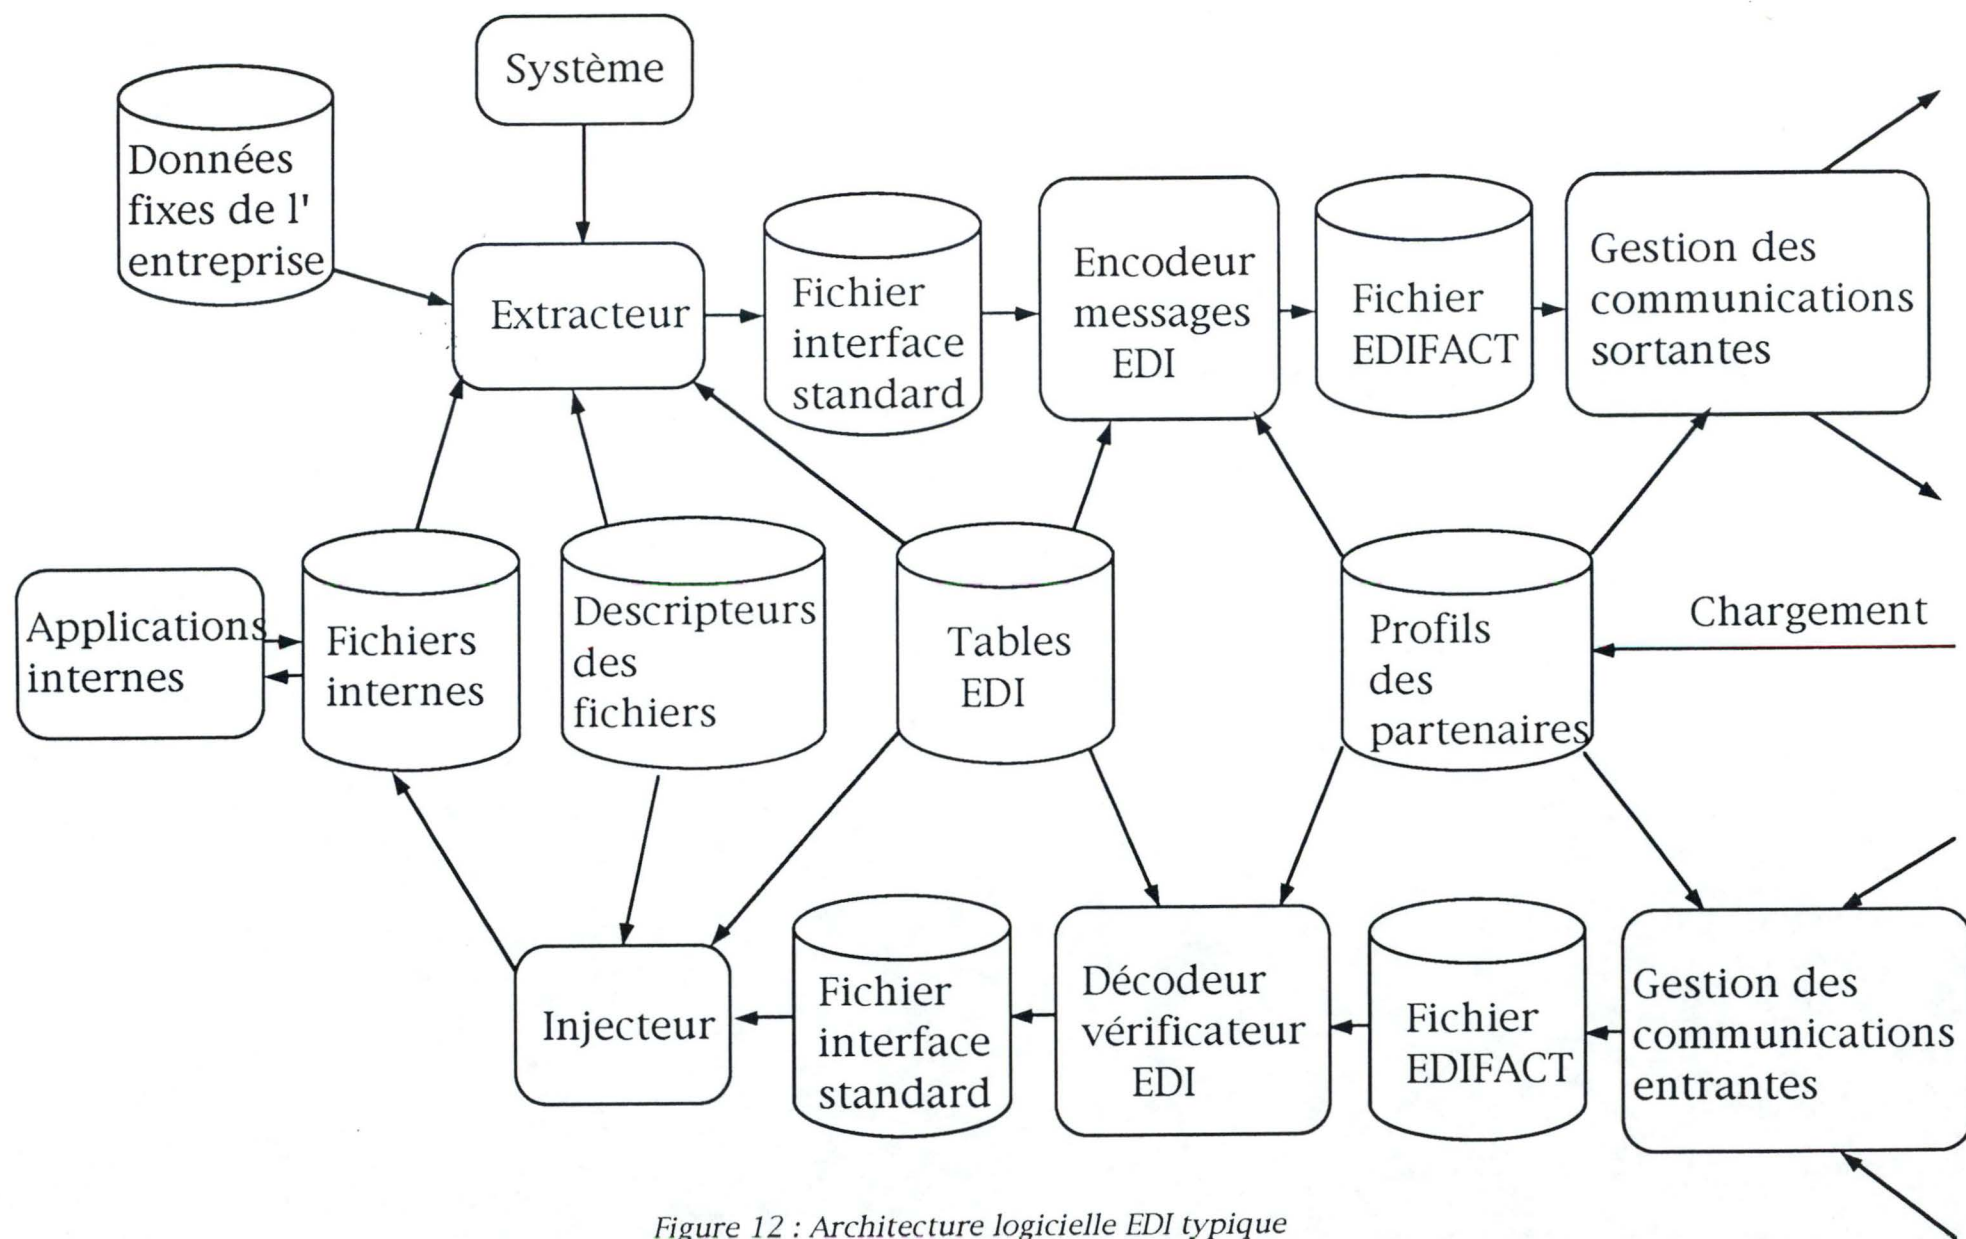 Système
Données
fixes de l'
entreprise
Extracteur
Fichier
interface
standard
Encodeur
messages
EDI
Fichier
EDIFACT
Gestion des
communications
sortantes
Applications
internes
Fichiers
internes
Descripteurs
des
fichiers
Tables
EDI
Profils
des
partenaires
Chargement
Injecteur
Fichier
interface
standard
Décodeur
vérificateur
EDI
Fichier
EDIFACT
Gestion des
communications
entrantes
Figure 12 : Architecture logicielle EDI typique